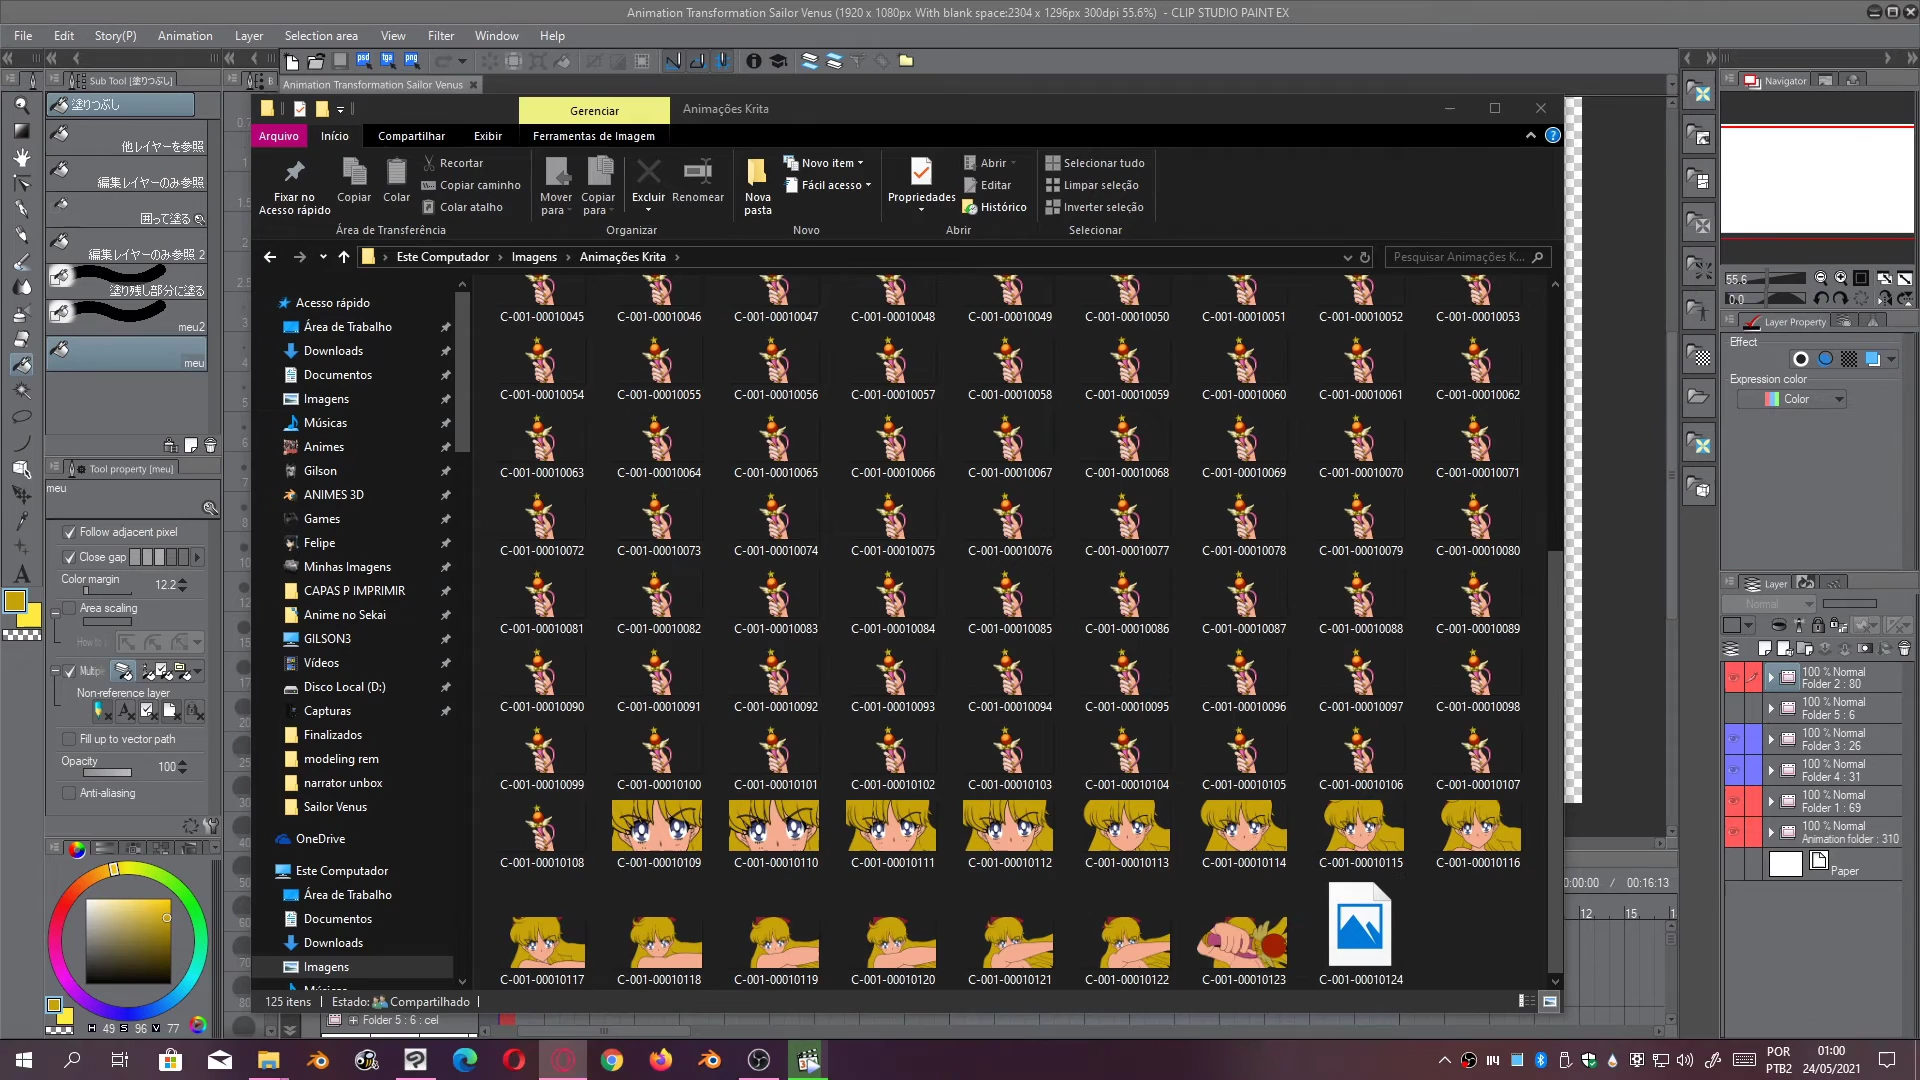 Animation Transformation Sailor Venus (1920 x 1080px With blank space:2304 x 1296px 300dpi 55.6%) - CLIP STUDIO PAINT EX
File Edit Story(P) Animation Layer Selection area View Filter Window Help
Sub Tool [塗りつぶし]
塗りつぶし
他レイヤーを参照
編集レイヤーのみ参照
囲って塗る
編集レイヤーのみ参照 2
塗り残し部分に塗る
meu2
meu
Tool property [meu]
meu
Follow adjacent pixel
Close gap
Color margin 12.2
Area scaling
Multiple
Non-reference layer
Fill up to vector path
Opacity 100
Anti-aliasing
H 49 S 96 V 77
Animation Transformation Sailor Venus
Gerenciar Animações Krita
Arquivo Início Compartilhar Exibir Ferramentas de Imagem
Fixar no Acesso rápido
Copiar
Colar
Recortar
Copiar caminho
Colar atalho
Área de Transferência
Mover para
Copiar para
Excluir
Renomear
Organizar
Nova pasta
Novo item
Fácil acesso
Novo
Propriedades
Abrir
Editar
Histórico
Abrir
Selecionar tudo
Limpar seleção
Inverter seleção
Selecionar
Este Computador Imagens Animações Krita
Pesquisar Animações K...
Acesso rápido
Área de Trabalho
Downloads
Documentos
Imagens
Músicas
Animes
Gilson
ANIMES 3D
Games
Felipe
Minhas Imagens
CAPAS P IMPRIMIR
Anime no Sekai
GILSON3
Vídeos
Disco Local (D:)
Capturas
Finalizados
modeling rem
narrator unbox
Sailor Venus
OneDrive
Este Computador
Área de Trabalho
Documentos
Downloads
Imagens
C-001-00010045 C-001-00010046 C-001-00010047 C-001-00010048 C-001-00010049 C-001-00010050 C-001-00010051 C-001-00010052 C-001-00010053
C-001-00010054 C-001-00010055 C-001-00010056 C-001-00010057 C-001-00010058 C-001-00010059 C-001-00010060 C-001-00010061 C-001-00010062
C-001-00010063 C-001-00010064 C-001-00010065 C-001-00010066 C-001-00010067 C-001-00010068 C-001-00010069 C-001-00010070 C-001-00010071
C-001-00010072 C-001-00010073 C-001-00010074 C-001-00010075 C-001-00010076 C-001-00010077 C-001-00010078 C-001-00010079 C-001-00010080
C-001-00010081 C-001-00010082 C-001-00010083 C-001-00010084 C-001-00010085 C-001-00010086 C-001-00010087 C-001-00010088 C-001-00010089
C-001-00010090 C-001-00010091 C-001-00010092 C-001-00010093 C-001-00010094 C-001-00010095 C-001-00010096 C-001-00010097 C-001-00010098
C-001-00010099 C-001-00010100 C-001-00010101 C-001-00010102 C-001-00010103 C-001-00010104 C-001-00010105 C-001-00010106 C-001-00010107
C-001-00010108 C-001-00010109 C-001-00010110 C-001-00010111 C-001-00010112 C-001-00010113 C-001-00010114 C-001-00010115 C-001-00010116
C-001-00010117 C-001-00010118 C-001-00010119 C-001-00010120 C-001-00010121 C-001-00010122 C-001-00010123 C-001-00010124
125 itens Estado: Compartilhado
Folder 5 : 6 : cel
Navigator
55.6
0.0
Layer Property
Effect
Expression color
Color
Layer
Normal
100 % Normal
Folder 2 : 80
100 % Normal
Folder 5 : 6
100 % Normal
Folder 3 : 26
100 % Normal
Folder 4 : 31
100 % Normal
Folder 1 : 69
100 % Normal
Animation folder : 310
Paper
0:00:00 / 00:16:13
12 15
POR
PTB2
01:00
24/05/2021